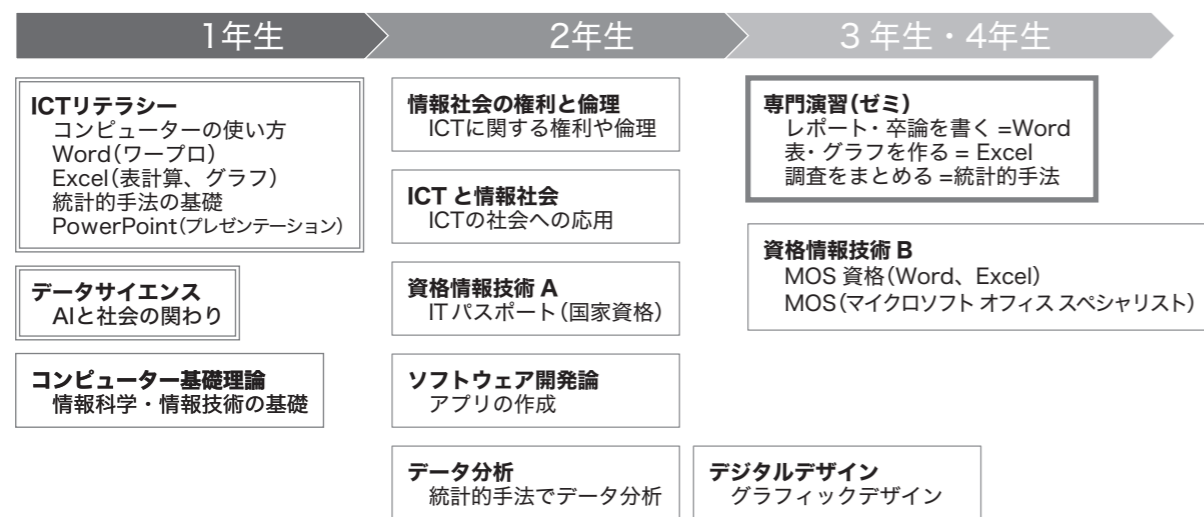 1年生
2年生
3年生・4年生
ICTリテラシー
コンピューターの使い方
Word(ワープロ)
Excel(表計算、グラフ)
統計的手法の基礎
PowerPoint(プレゼンテーション)
データサイエンス
AIと社会の関わり
コンピューター基礎理論
情報科学・情報技術の基礎
情報社会の権利と倫理
ICTに関する権利や倫理
ICT と情報社会
ICTの社会への応用
資格情報技術 A
IT パスポート(国家資格)
ソフトウェア開発論
アプリの作成
データ分析
統計的手法でデータ分析
専門演習(ゼミ)
レポート・卒論を書く =Word
表・グラフを作る = Excel
調査をまとめる =統計的手法
資格情報技術 B
MOS 資格(Word、Excel)
MOS(マイクロソフト オフィス スペシャリスト)
デジタルデザイン
グラフィックデザイン